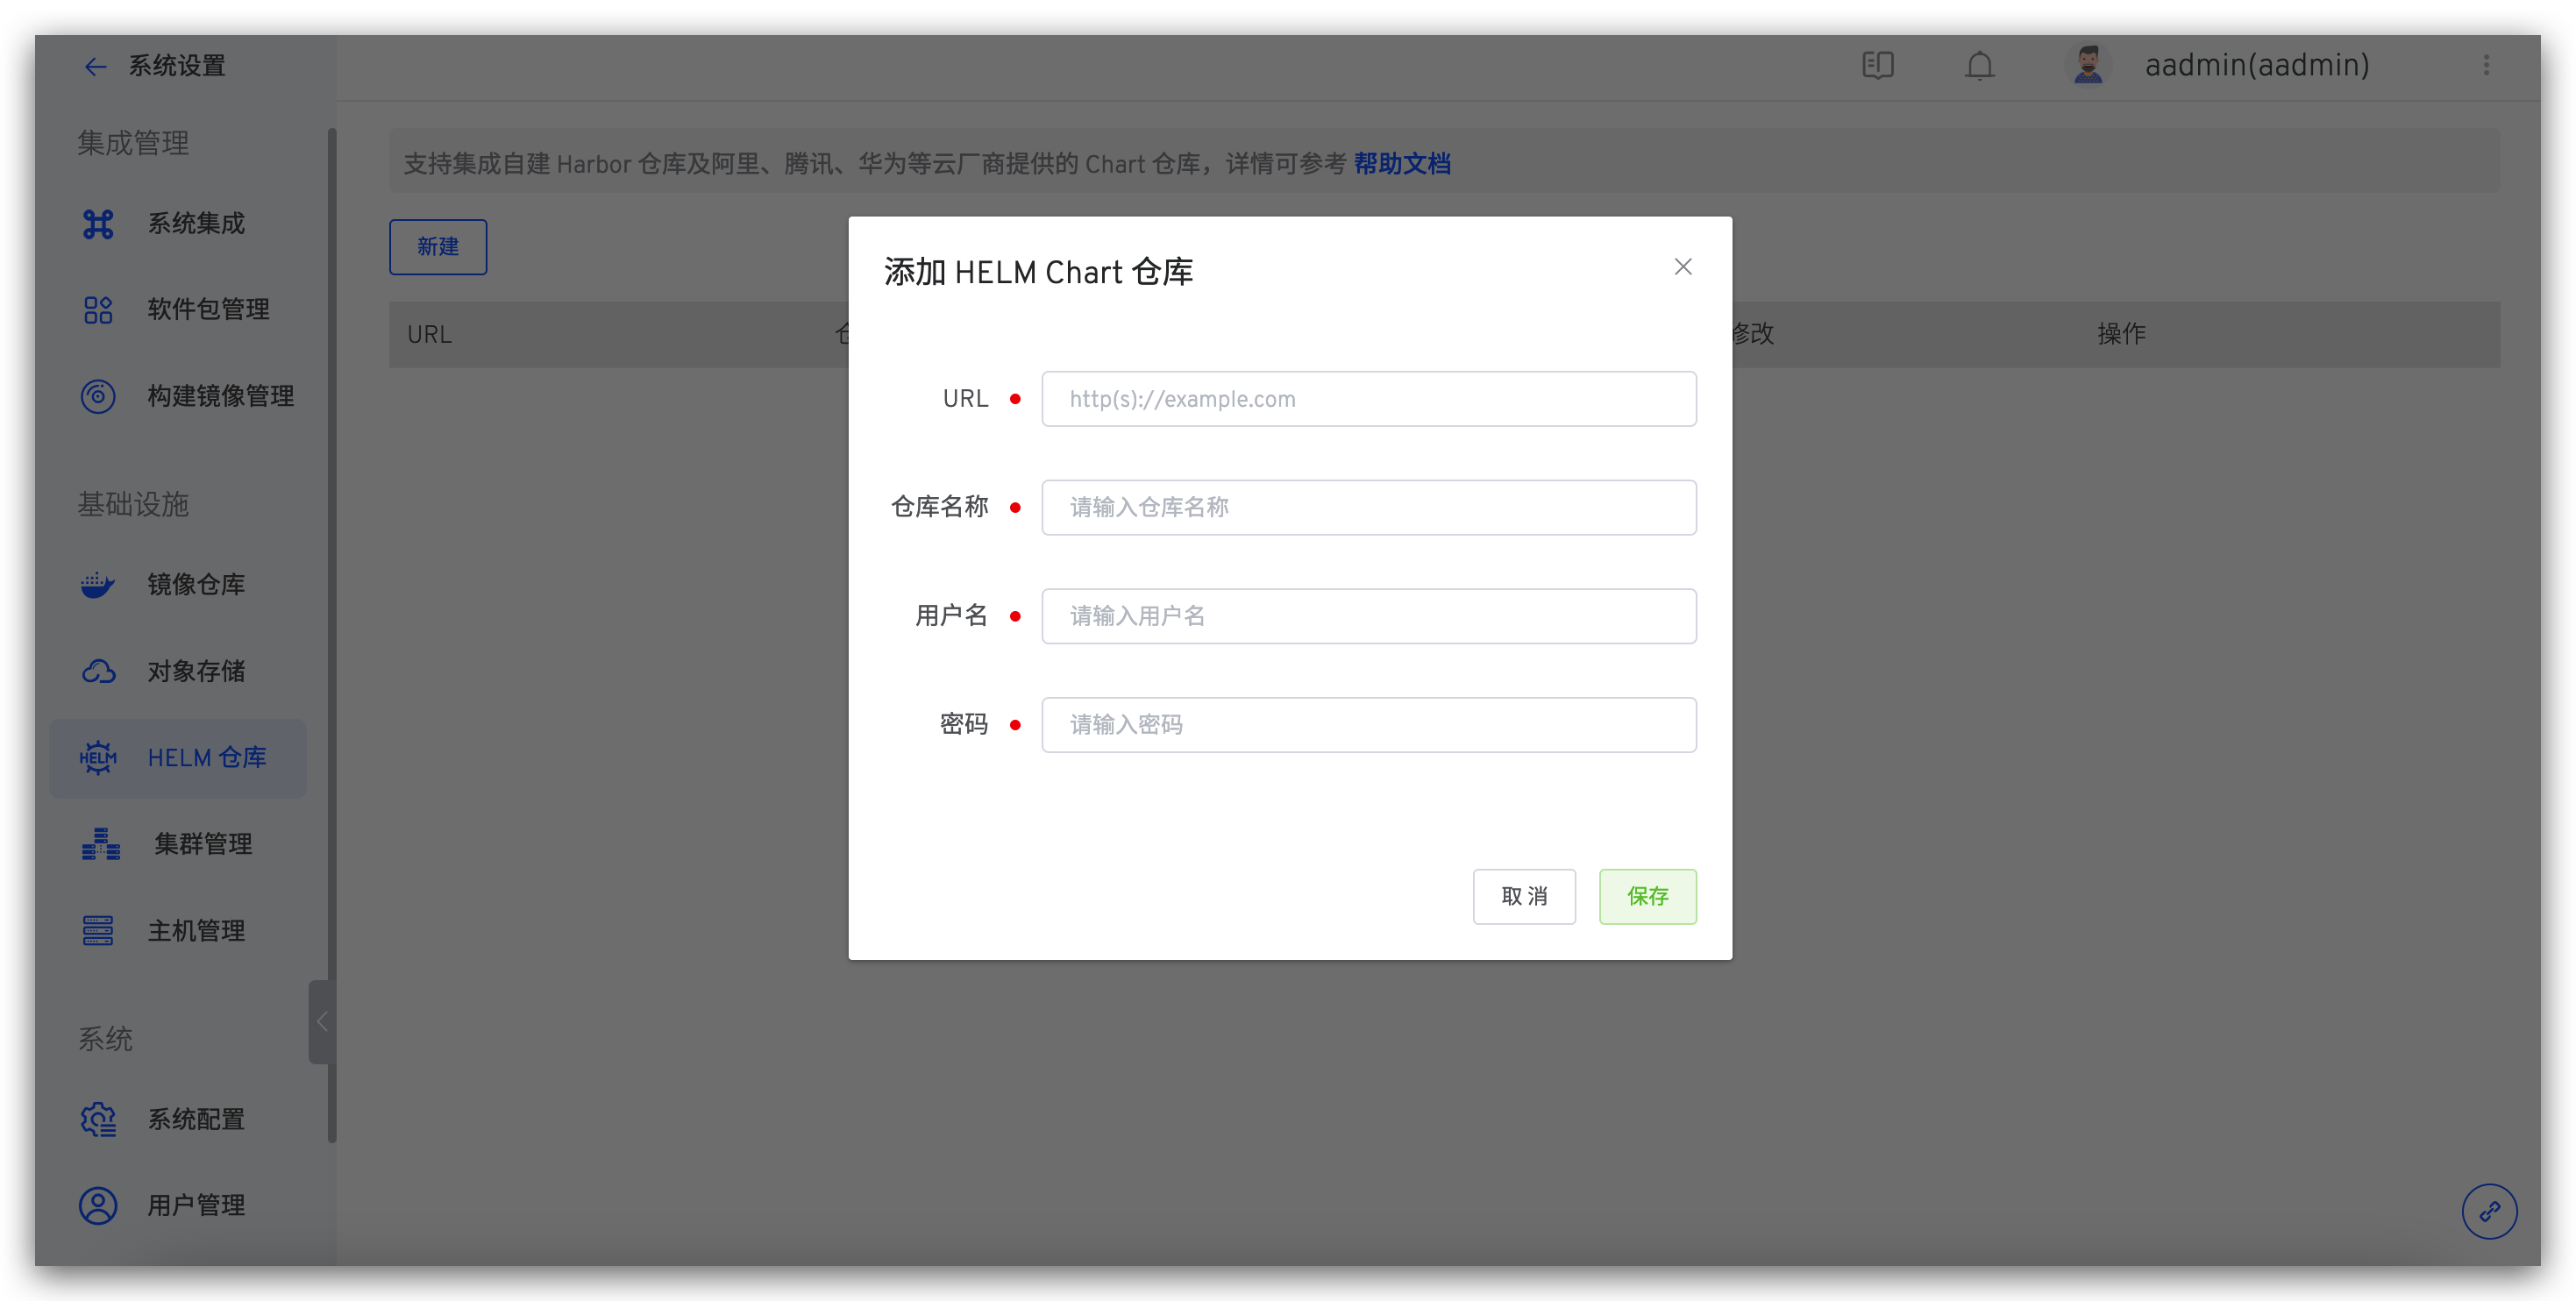 系统设置
aadmin(aadmin)
集成管理
系统集成
软件包管理
构建镜像管理
基础设施
镜像仓库
对象存储
HELM
HELM 仓库
集群管理
主机管理
系统
系统配置
用户管理
支持集成自建 Harbor 仓库及阿里、腾讯、华为等云厂商提供的 Chart 仓库，详情可参考 帮助文档
新建
URL
修改
操作
添加 HELM Chart 仓库
URL
http(s)://example.com
仓库名称
请输入仓库名称
用户名
请输入用户名
密码
请输入密码
取 消
保存